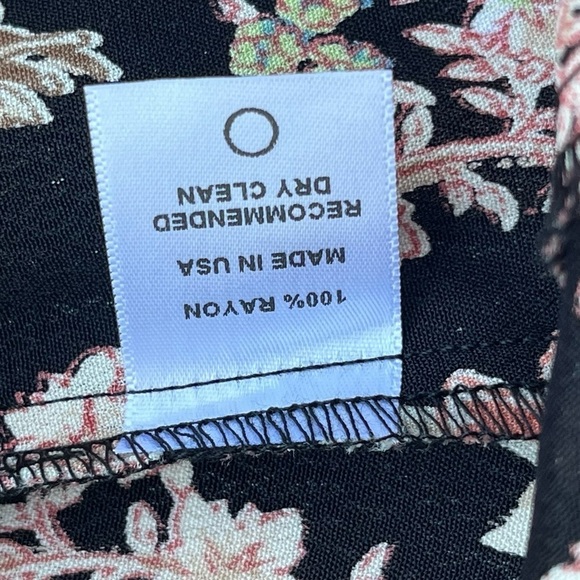 100% RAYON
MADE IN USA
RECOMMENDED
DRY CLEAN